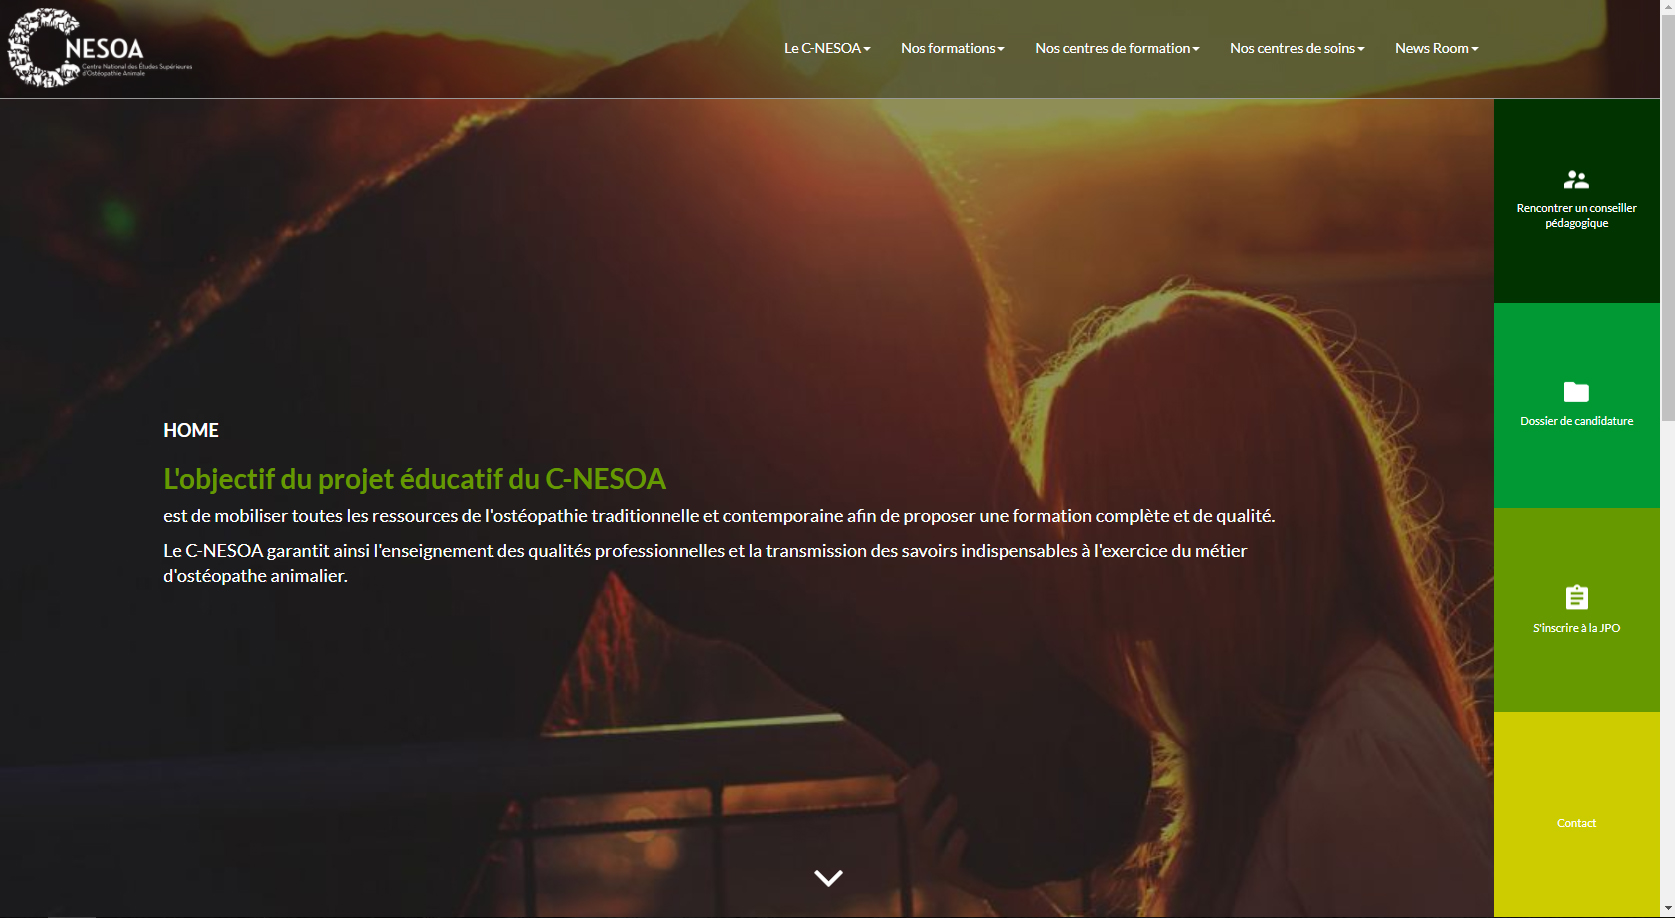 NESOA
Centre National des Études Supérieures
d'Ostéopathie Animale
Le C-NESOA
Nos formations
Nos centres de formation
Nos centres de soins
News Room
Rencontrer un conseiller
pédagogique
Dossier de candidature
S'inscrire à la JPO
Contact
HOME
L'objectif du projet éducatif du C-NESOA
est de mobiliser toutes les ressources de l'ostéopathie traditionnelle et contemporaine afin de proposer une formation complète et de qualité.
Le C-NESOA garantit ainsi l'enseignement des qualités professionnelles et la transmission des savoirs indispensables à l'exercice du métier
d'ostéopathe animalier.